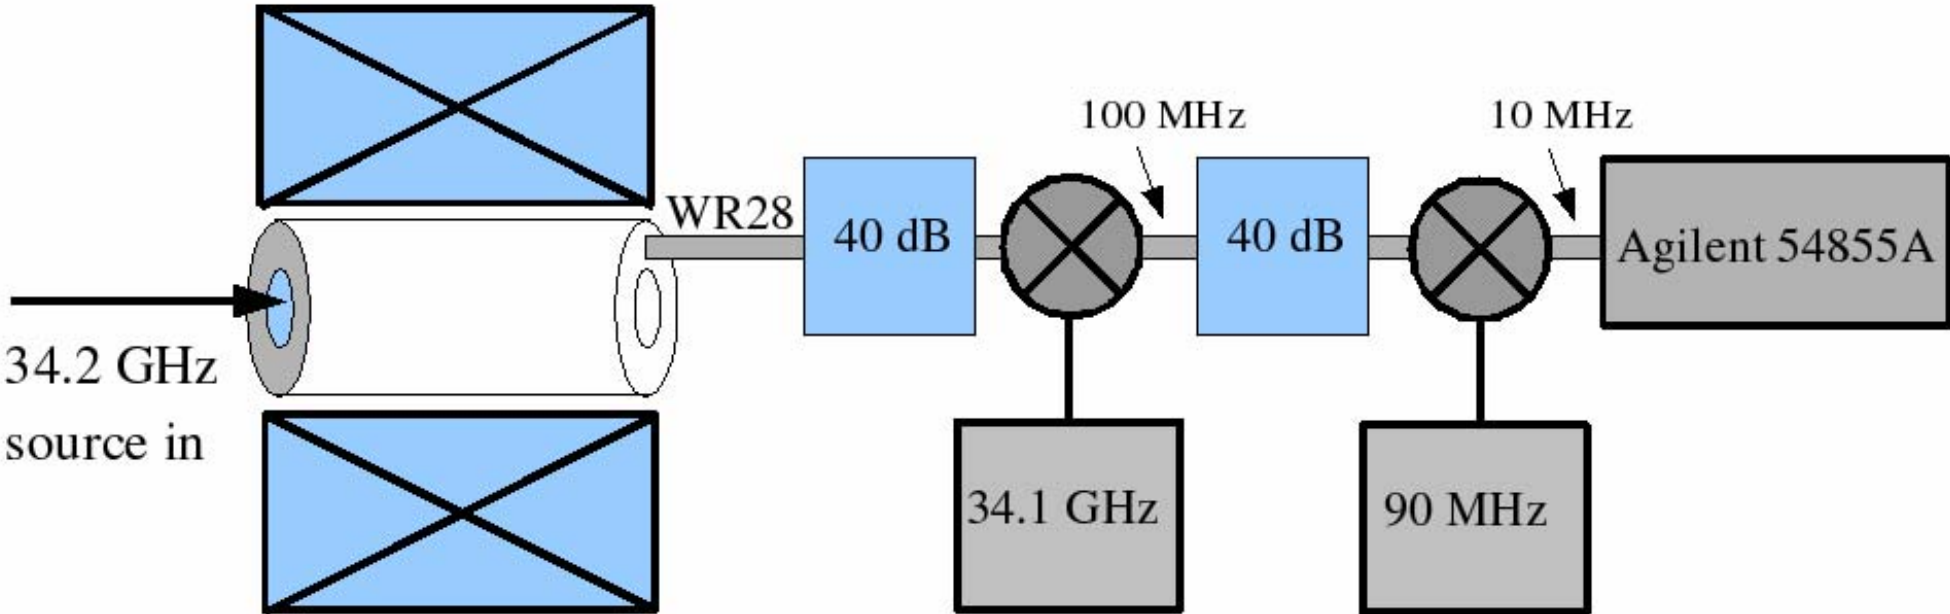 100 MHz
10 MHz
WR28
40 dB
40 dB
Agilent 54855A
34.2 GHz
source in
34.1 GHz
90 MHz